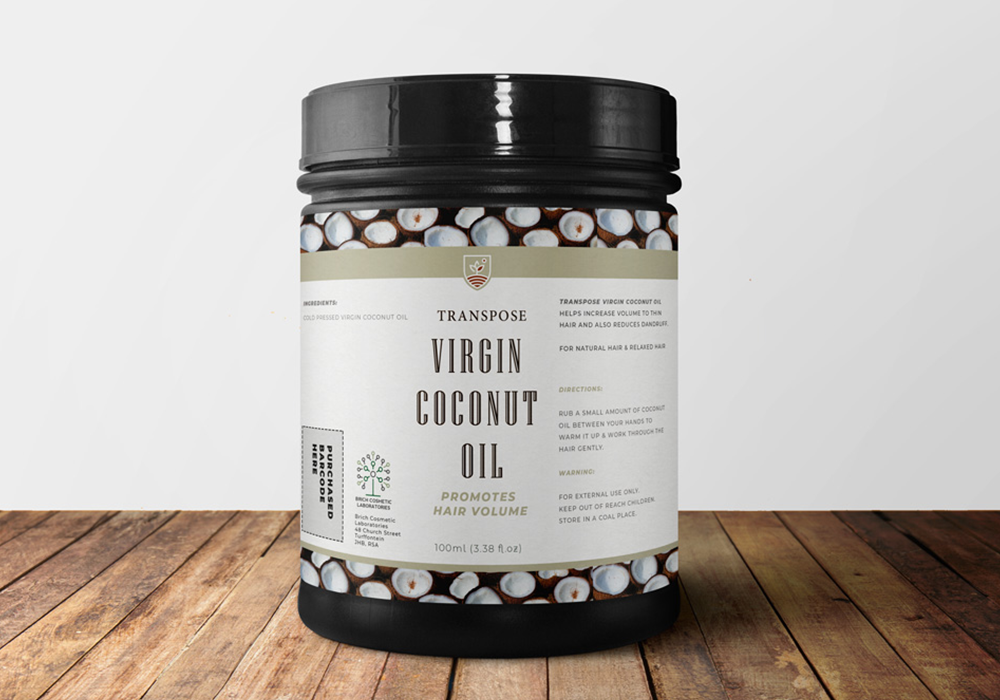 INGREDIENTS:
COLD PRESSED VIRGIN COCONUT OIL
PURCHASED
BARCODE
HERE
BRICH COSMETIC
LABORATORIES
Brich Cosmetic
Laboratories
48 Church Street
Turffontein
JHB, RSA
TRANSPOSE
VIRGIN
COCONUT
OIL
PROMOTES
HAIR VOLUME
100ml (3.38 fl.oz)
TRANSPOSE VIRGIN COCONUT OIL
HELPS INCREASE VOLUME TO THIN
HAIR AND ALSO REDUCES DANDRUFF.
FOR NATURAL HAIR & RELAXED HAIR
DIRECTIONS:
RUB A SMALL AMOUNT OF COCONUT
OIL BETWEEN YOUR HANDS TO
WARM IT UP & WORK THROUGH THE
HAIR GENTLY.
WARNING:
FOR EXTERNAL USE ONLY.
KEEP OUT OF REACH CHILDREN.
STORE IN A COAL PLACE.